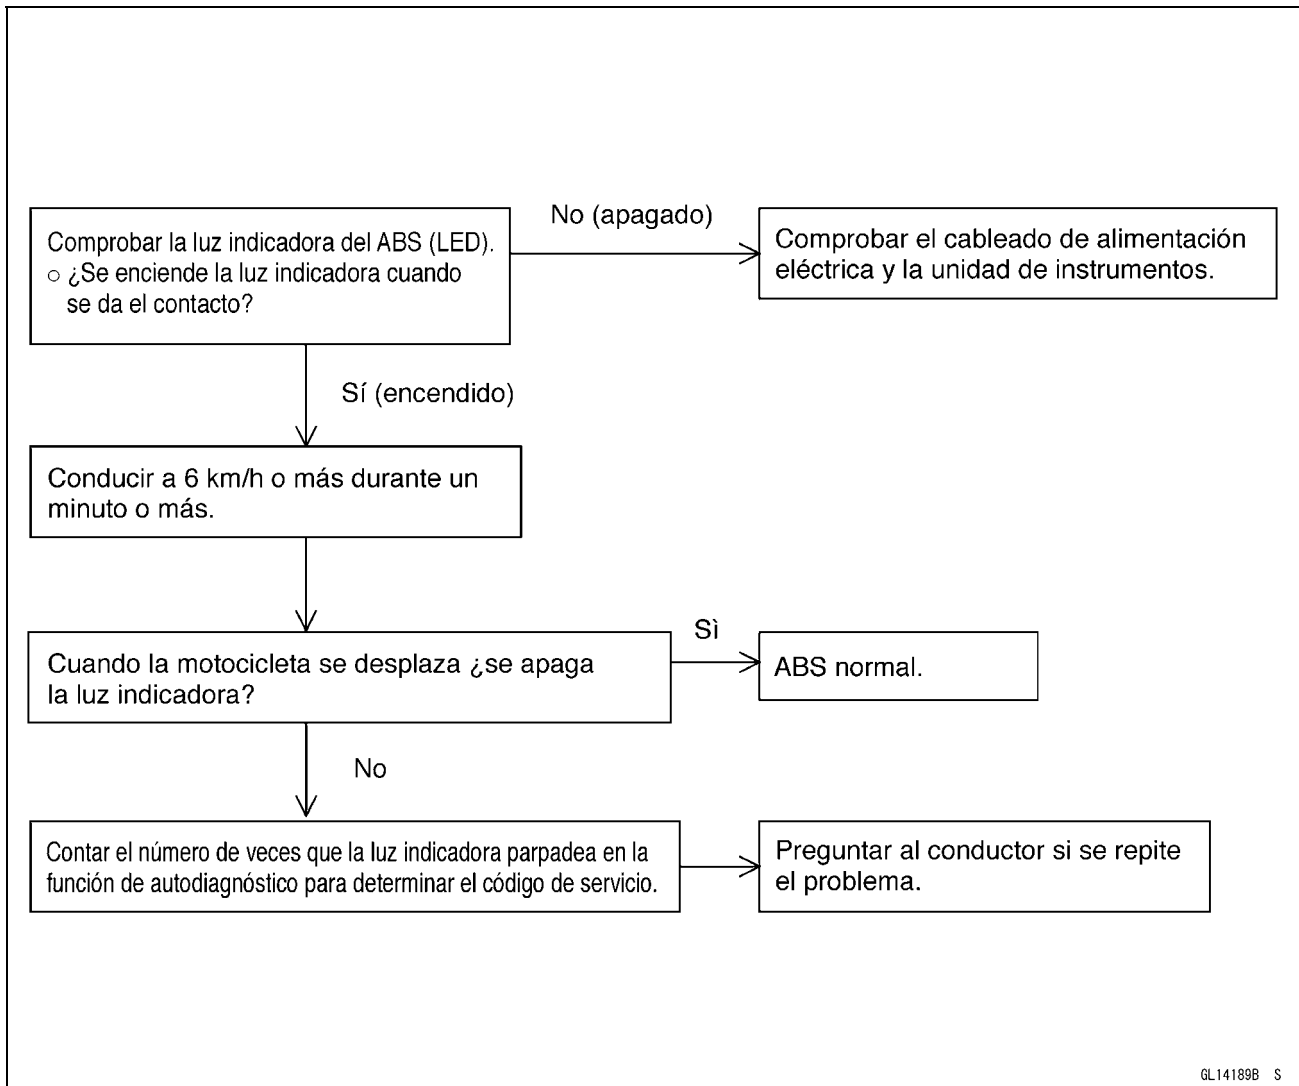 No (apagado)
Comprobar la luz indicadora del ABS (LED).
○ ¿Se enciende la luz indicadora cuando
se da el contacto?
Comprobar el cableado de alimentación
eléctrica y la unidad de instrumentos.
Sí (encendido)
Conducir a 6 km/h o más durante un
minuto o más.
Sì
Cuando la motocicleta se desplaza ¿se apaga
la luz indicadora?
ABS normal.
No
Contar el número de veces que la luz indicadora parpadea en la
función de autodiagnóstico para determinar el código de servicio.
Preguntar al conductor si se repite
el problema.
GL14189B S